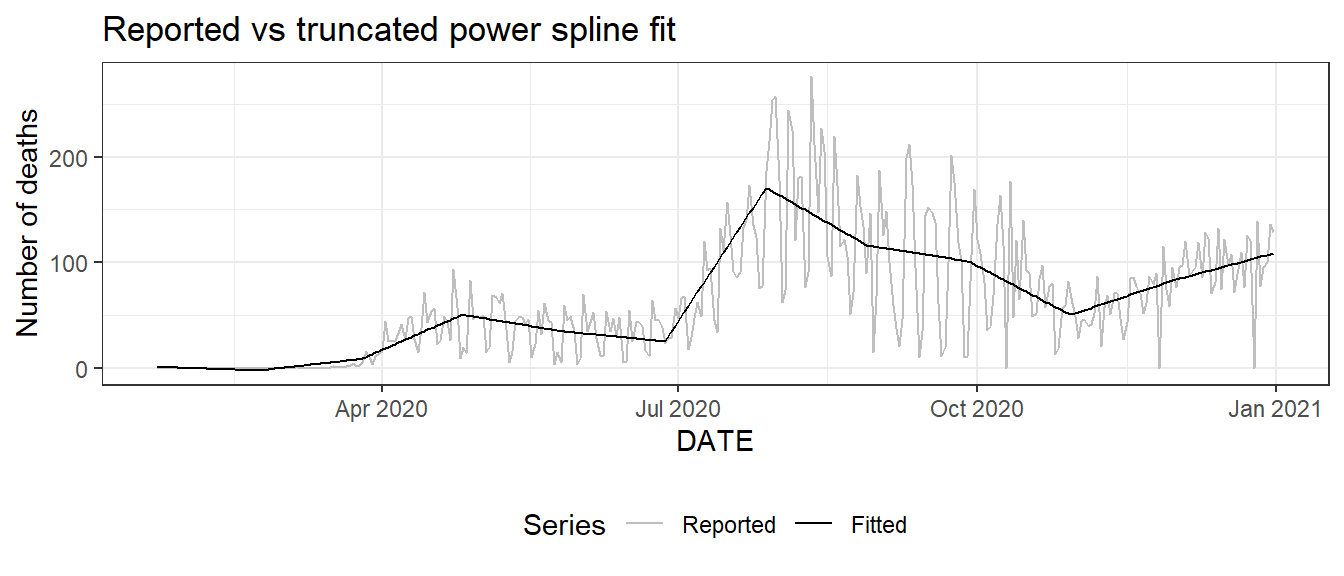 Reported vs truncated power spline fit
Number of deaths
200
100
0
Apr 2020 Jul 2020 Oct 2020 Jan 2021
DATE
Series Reported Fitted